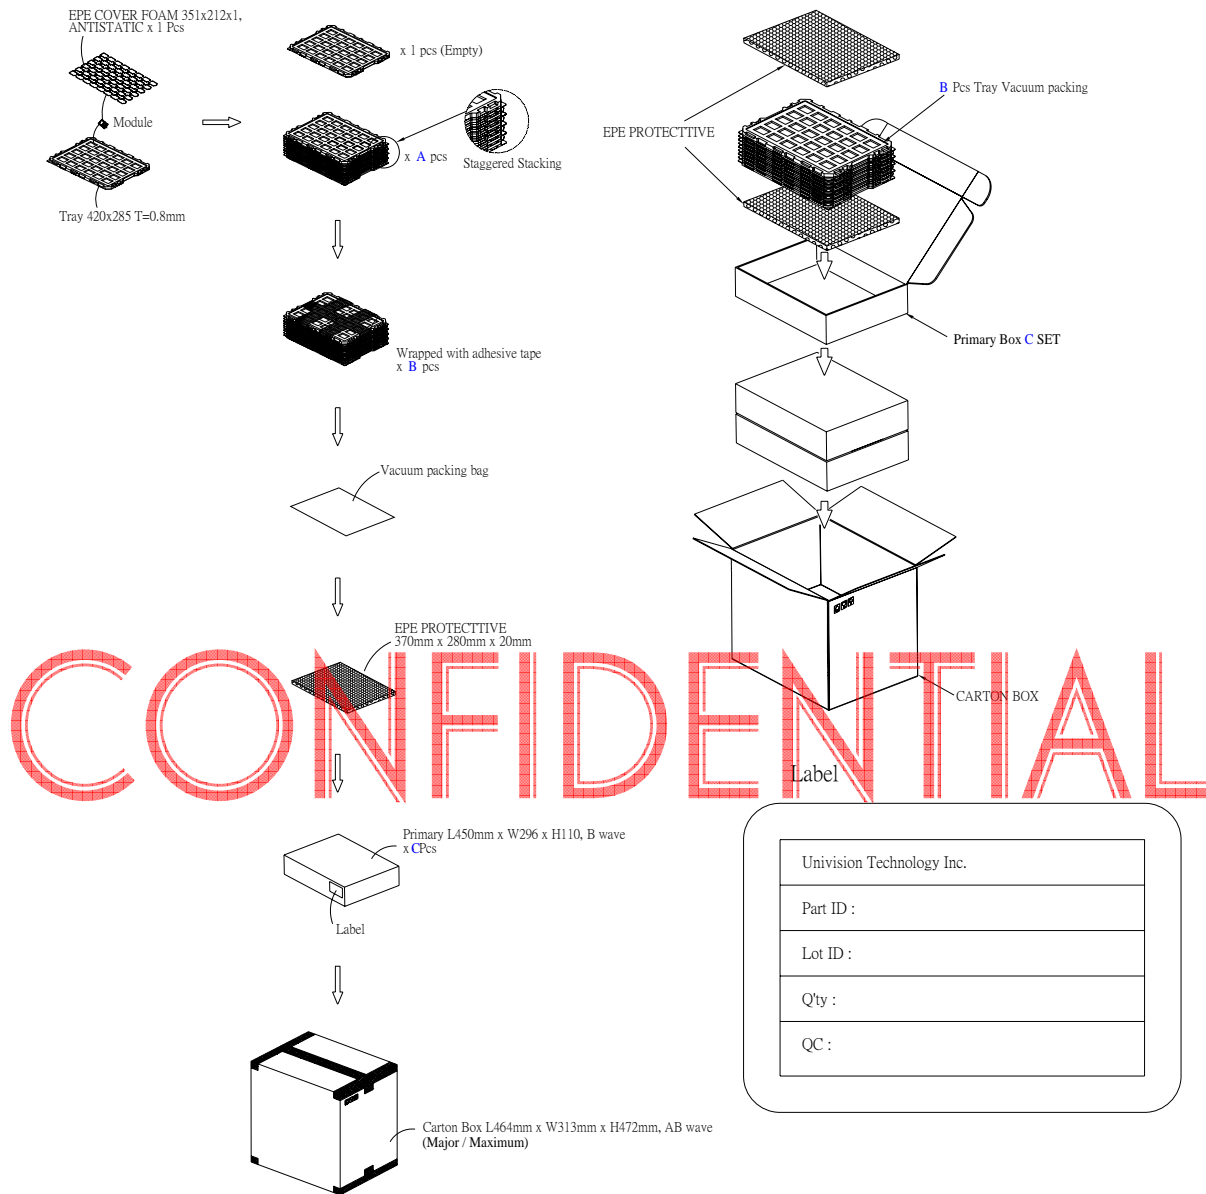 EPE COVER FOAM 351x212x1,
ANTISTATIC x 1 Pcs
Module
Tray 420x285 T=0.8mm
x 1 pcs (Empty)
x A pcs
Staggered Stacking
Wrapped with adhesive tape
x B pcs
Vacuum packing bag
EPE PROTECTTIVE
370mm x 280mm x 20mm
Primary L450mm x W296 x H110, B wave
x C Pcs
Label
Carton Box L464mm x W313mm x H472mm, AB wave
(Major / Maximum)
B Pcs Tray Vacuum packing
EPE PROTECTTIVE
Primary Box C SET
CARTON BOX
CONFIDENTIAL
Label
Univision Technology Inc.
Part ID :
Lot ID :
Q'ty :
QC :